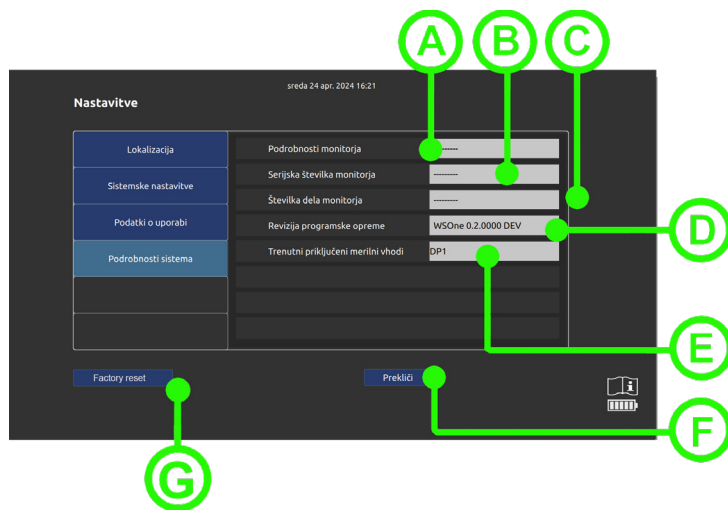 A
B
C
sreda 24 apr. 2024 16:21
Nastavitve
Lokalizacija
Podrobnosti monitorja
---------
Sistemske nastavitve
Serijska številka monitorja
---------
Številka dela monitorja
---------
Podatki o uporabi
Revizija programske opreme
WSOne 0.2.0000 DEV
D
Podrobnosti sistema
Trenutni priključeni merilni vhodi
DP1
E
Factory reset
Prekliči
F
G